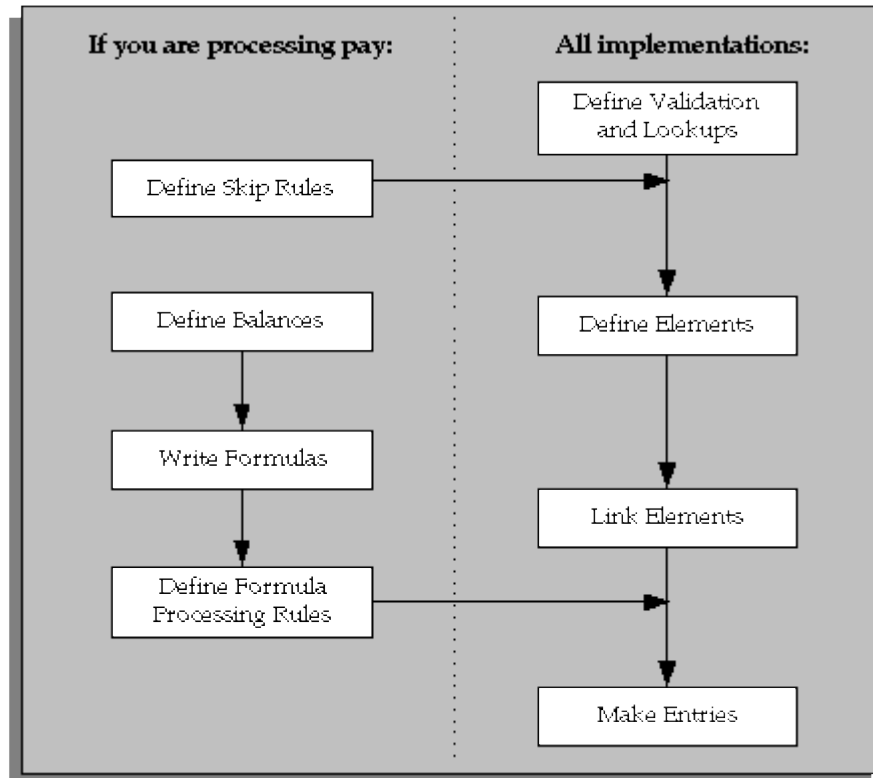 If you are processing pay:
All implementations:
Define Validation
and Lookups
Define Skip Rules
Define Balances
Define Elements
Write Formulas
Link Elements
Define Formula
Processing Rules
Make Entries